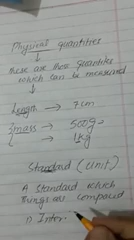 Physical quantities
↓
these are those quantities
which can be measured
↓
Length → 7cm
mass → 500g
→ 1kg
Standard (Unit)
A standard which
things are compared
n Inter.